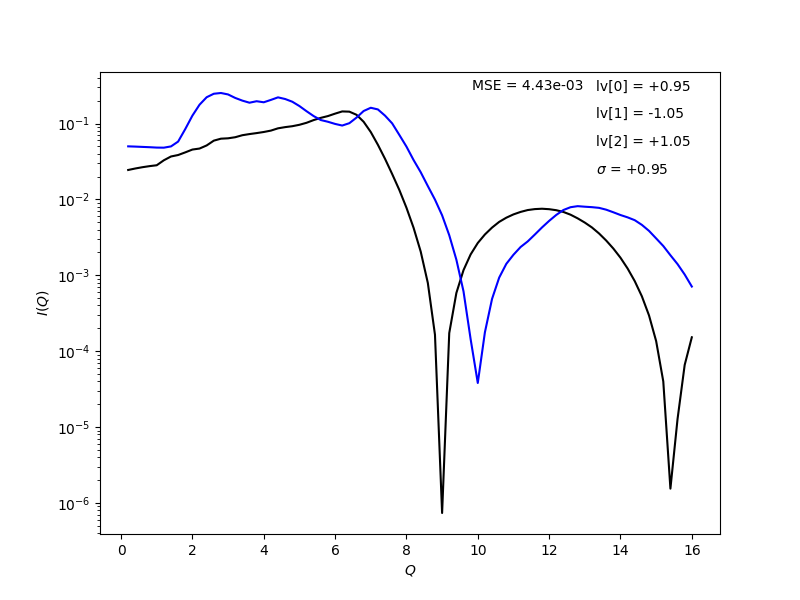 MSE = 4.43e-03
lv[0] = +0.95
lv[1] = -1.05
lv[2] = +1.05
σ = +0.95
10⁻¹
10⁻²
10⁻³
10⁻⁴
10⁻⁵
10⁻⁶
I(Q)
0 2 4 6 8 10 12 14 16
Q